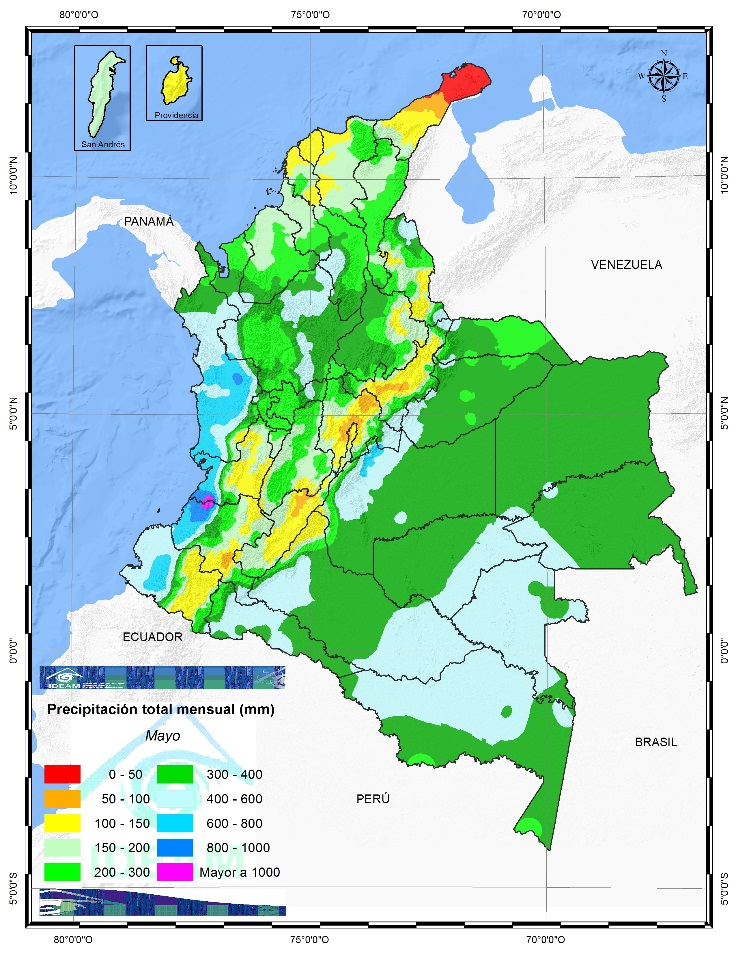 80°0'0"O 75°0'0"O 70°0'0"O
N
W E
S
San Andrés
Providencia
10°0'0"N 10°0'0"N
PANAMÁ
VENEZUELA
5°0'0"N 5°0'0"N
ECUADOR
0°0'0" 0°0'0"
IDEAM
Precipitación total mensual (mm)
Mayo
BRASIL
PERÚ
0 - 50 300 - 400
50 - 100 400 - 600
100 - 150 600 - 800
150 - 200 800 - 1000
200 - 300 Mayor a 1000
IDEAM
5°0'0"S 5°0'0"S
80°0'0"O 75°0'0"O 70°0'0"O